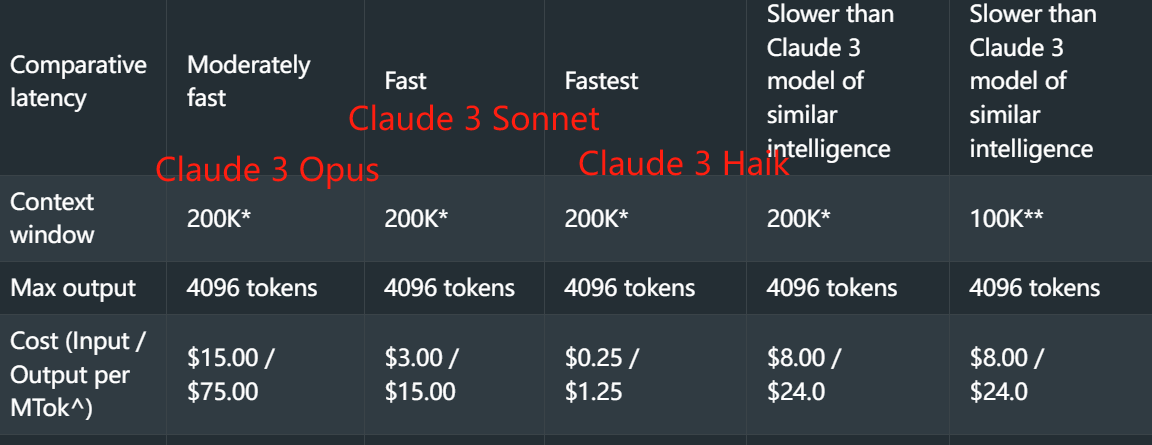 Comparative latency
Moderately fast
Fast
Fastest
Slower than Claude 3 model of similar intelligence
Slower than Claude 3 model of similar intelligence
Claude 3 Opus
Claude 3 Sonnet
Claude 3 Haik
Context window
200K*
200K*
200K*
200K*
100K**
Max output
4096 tokens
4096 tokens
4096 tokens
4096 tokens
4096 tokens
Cost (Input / Output per MTok^)
$15.00 / $75.00
$3.00 / $15.00
$0.25 / $1.25
$8.00 / $24.0
$8.00 / $24.0